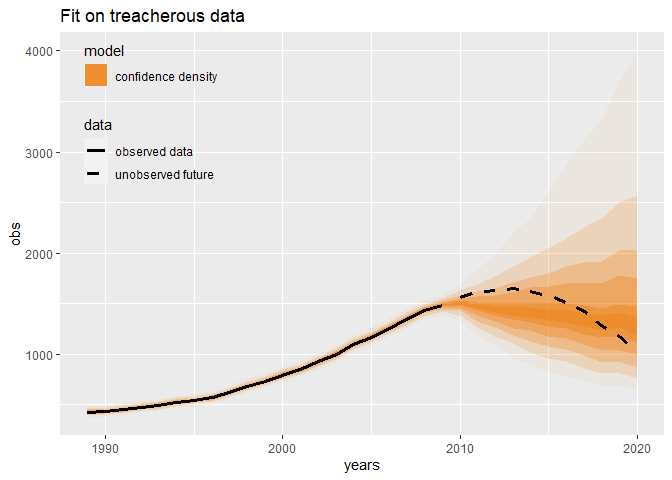 Fit on treacherous data
model
confidence density
data
observed data
unobserved future
obs
4000
3000
2000
1000
1990
2000
2010
2020
years